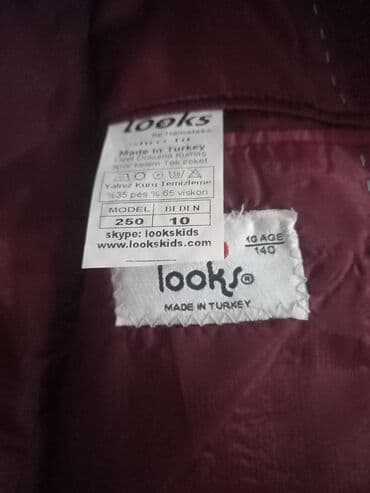 looks
Made in Turkey
Yalnız Kuru Temizleme
%35 pes % 65 viskon
MODEL BEDEN
250 10
skype: lookskids
www.lookskids.com
10 AGE
140
looks®
MADE IN TURKEY